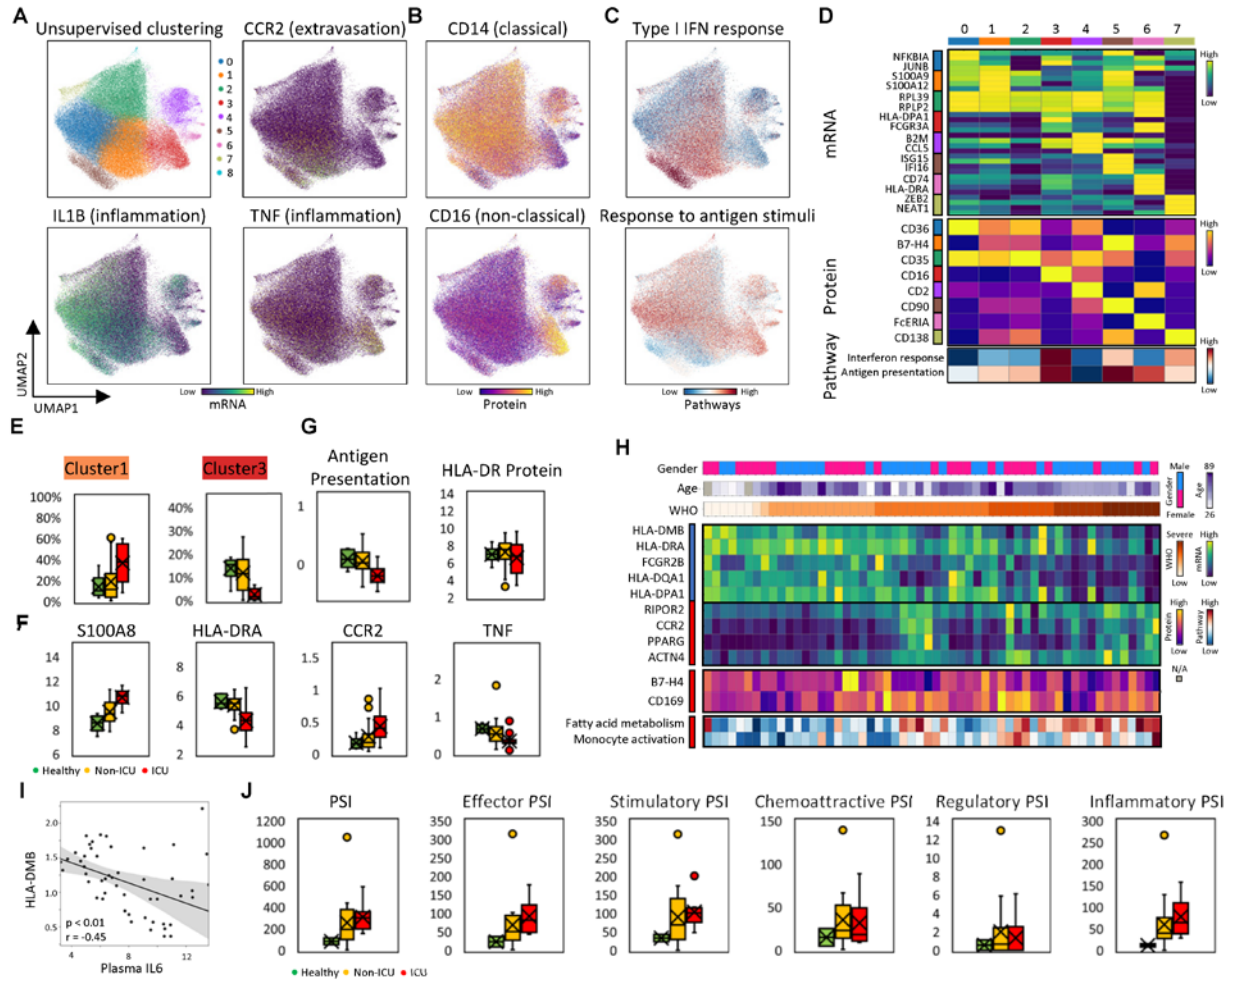 A
Unsupervised clustering
0
1
2
3
4
5
6
7
8
CCR2 (extravasation)
IL1B (inflammation)
TNF (inflammation)
UMAP2
UMAP1
Low
High
mRNA
B
CD14 (classical)
CD16 (non-classical)
Low
High
Protein
C
Type I IFN response
Response to antigen stimuli
Low
High
Pathways
D
0 1 2 3 4 5 6 7
mRNA
NFKBIA
JUNB
S100A9
S100A12
RPL39
RPLP2
HLA-DPA1
FCGR3A
B2M
CCL5
ISG15
IFI16
CD74
HLA-DRA
ZEB2
NEAT1
High
Low
Protein
CD36
B7-H4
CD35
CD16
CD2
CD90
FcERIA
CD138
High
Low
Pathway
Interferon response
Antigen presentation
High
Low
E
Cluster1
100%
80%
60%
40%
20%
0%
Cluster3
40%
30%
20%
10%
0%
F
S100A8
14
12
10
8
6
HLA-DRA
8
6
4
2
CCR2
1.5
1
0.5
0
TNF
2
1
0
Healthy Non-ICU ICU
G
Antigen
Presentation
1
0
HLA-DR Protein
14
12
10
8
6
4
2
H
Gender
Age
WHO
HLA-DMB
HLA-DRA
FCGR2B
HLA-DQA1
HLA-DPA1
RIPOR2
CCR2
PPARG
ACTN4
B7-H4
CD169
Fatty acid metabolism
Monocyte activation
Male
Gender
Female
89
Age
26
Severe
WHO
Low
High
mRNA
Low
High
Protein
Low
High
Pathway
Low
N/A
I
HLA-DMB
2.0
1.5
1.0
0.5
p < 0.01
r = -0.45
4 8 12
Plasma IL6
J
PSI
1200
1000
800
600
400
200
0
Effector PSI
350
300
250
200
150
100
50
0
Stimulatory PSI
350
300
250
200
150
100
50
0
Chemoattractive PSI
150
100
50
0
Regulatory PSI
14
12
10
8
6
4
2
0
Inflammatory PSI
300
250
200
150
100
50
0
Healthy Non-ICU ICU